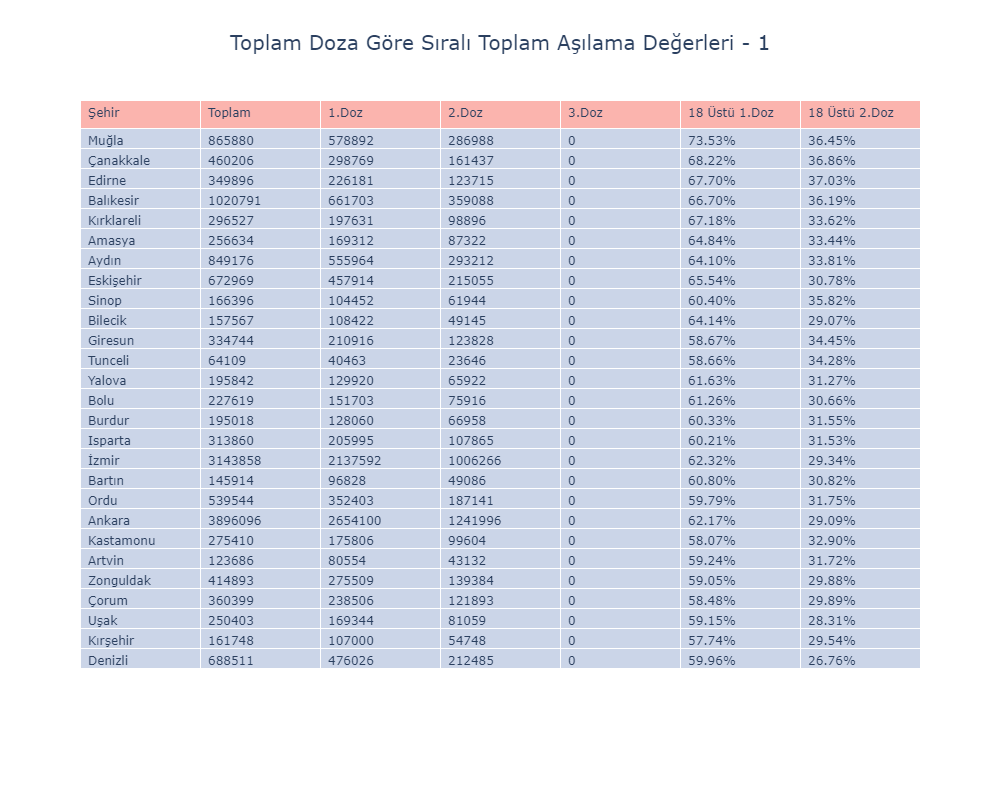 Toplam Doza Göre Sıralı Toplam Aşılama Değerleri - 1
Şehir Toplam 1.Doz 2.Doz 3.Doz 18 Üstü 1.Doz 18 Üstü 2.Doz
Muğla 865880 578892 286988 0 73.53% 36.45%
Çanakkale 460206 298769 161437 0 68.22% 36.86%
Edirne 349896 226181 123715 0 67.70% 37.03%
Balıkesir 1020791 661703 359088 0 66.70% 36.19%
Kırklareli 296527 197631 98896 0 67.18% 33.62%
Amasya 256634 169312 87322 0 64.84% 33.44%
Aydın 849176 555964 293212 0 64.10% 33.81%
Eskişehir 672969 457914 215055 0 65.54% 30.78%
Sinop 166396 104452 61944 0 60.40% 35.82%
Bilecik 157567 108422 49145 0 64.14% 29.07%
Giresun 334744 210916 123828 0 58.67% 34.45%
Tunceli 64109 40463 23646 0 58.66% 34.28%
Yalova 195842 129920 65922 0 61.63% 31.27%
Bolu 227619 151703 75916 0 61.26% 30.66%
Burdur 195018 128060 66958 0 60.33% 31.55%
Isparta 313860 205995 107865 0 60.21% 31.53%
İzmir 3143858 2137592 1006266 0 62.32% 29.34%
Bartın 145914 96828 49086 0 60.80% 30.82%
Ordu 539544 352403 187141 0 59.79% 31.75%
Ankara 3896096 2654100 1241996 0 62.17% 29.09%
Kastamonu 275410 175806 99604 0 58.07% 32.90%
Artvin 123686 80554 43132 0 59.24% 31.72%
Zonguldak 414893 275509 139384 0 59.05% 29.88%
Çorum 360399 238506 121893 0 58.48% 29.89%
Uşak 250403 169344 81059 0 59.15% 28.31%
Kırşehir 161748 107000 54748 0 57.74% 29.54%
Denizli 688511 476026 212485 0 59.96% 26.76%